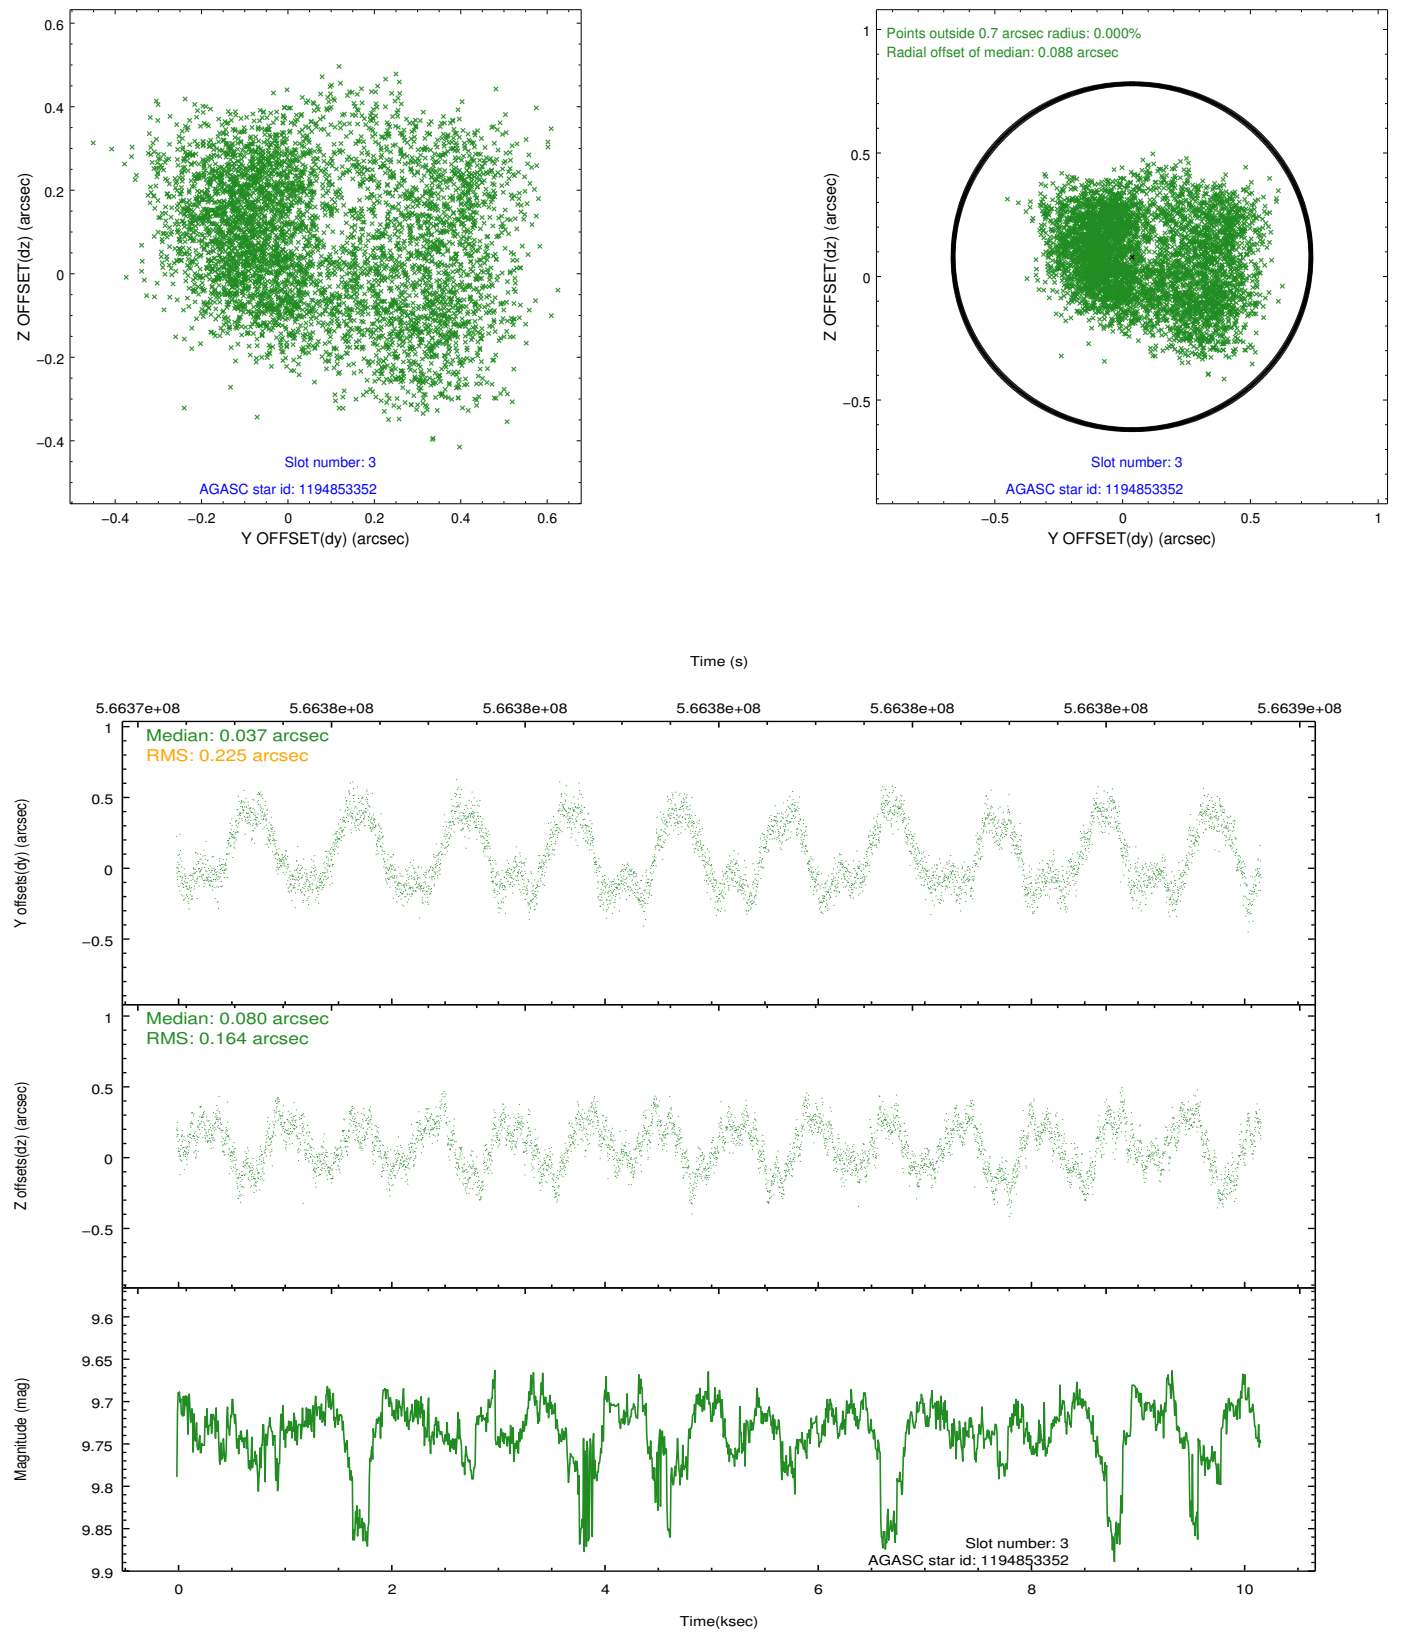 0.6
0.4
0.2
0
−0.2
−0.4
Z OFFSET(dz) (arcsec)
Slot number: 3
AGASC star id: 1194853352
−0.4 −0.2 0 0.2 0.4 0.6
Y OFFSET(dy) (arcsec)
1
0.5
0
−0.5
Z OFFSET(dz) (arcsec)
Points outside 0.7 arcsec radius: 0.000%
Radial offset of median: 0.088 arcsec
Slot number: 3
AGASC star id: 1194853352
−0.5 0 0.5 1
Y OFFSET(dy) (arcsec)
Time (s)
5.6637e+08 5.6638e+08 5.6638e+08 5.6638e+08 5.6638e+08 5.6638e+08 5.6639e+08
1
0.5
0
−0.5
Y offsets(dy) (arcsec)
Median: 0.037 arcsec
RMS: 0.225 arcsec
1
0.5
0
−0.5
Z offsets(dz) (arcsec)
Median: 0.080 arcsec
RMS: 0.164 arcsec
9.6
9.65
9.7
9.75
9.8
9.85
9.9
Magnitude (mag)
Slot number: 3
AGASC star id: 1194853352
0 2 4 6 8 10
Time(ksec)